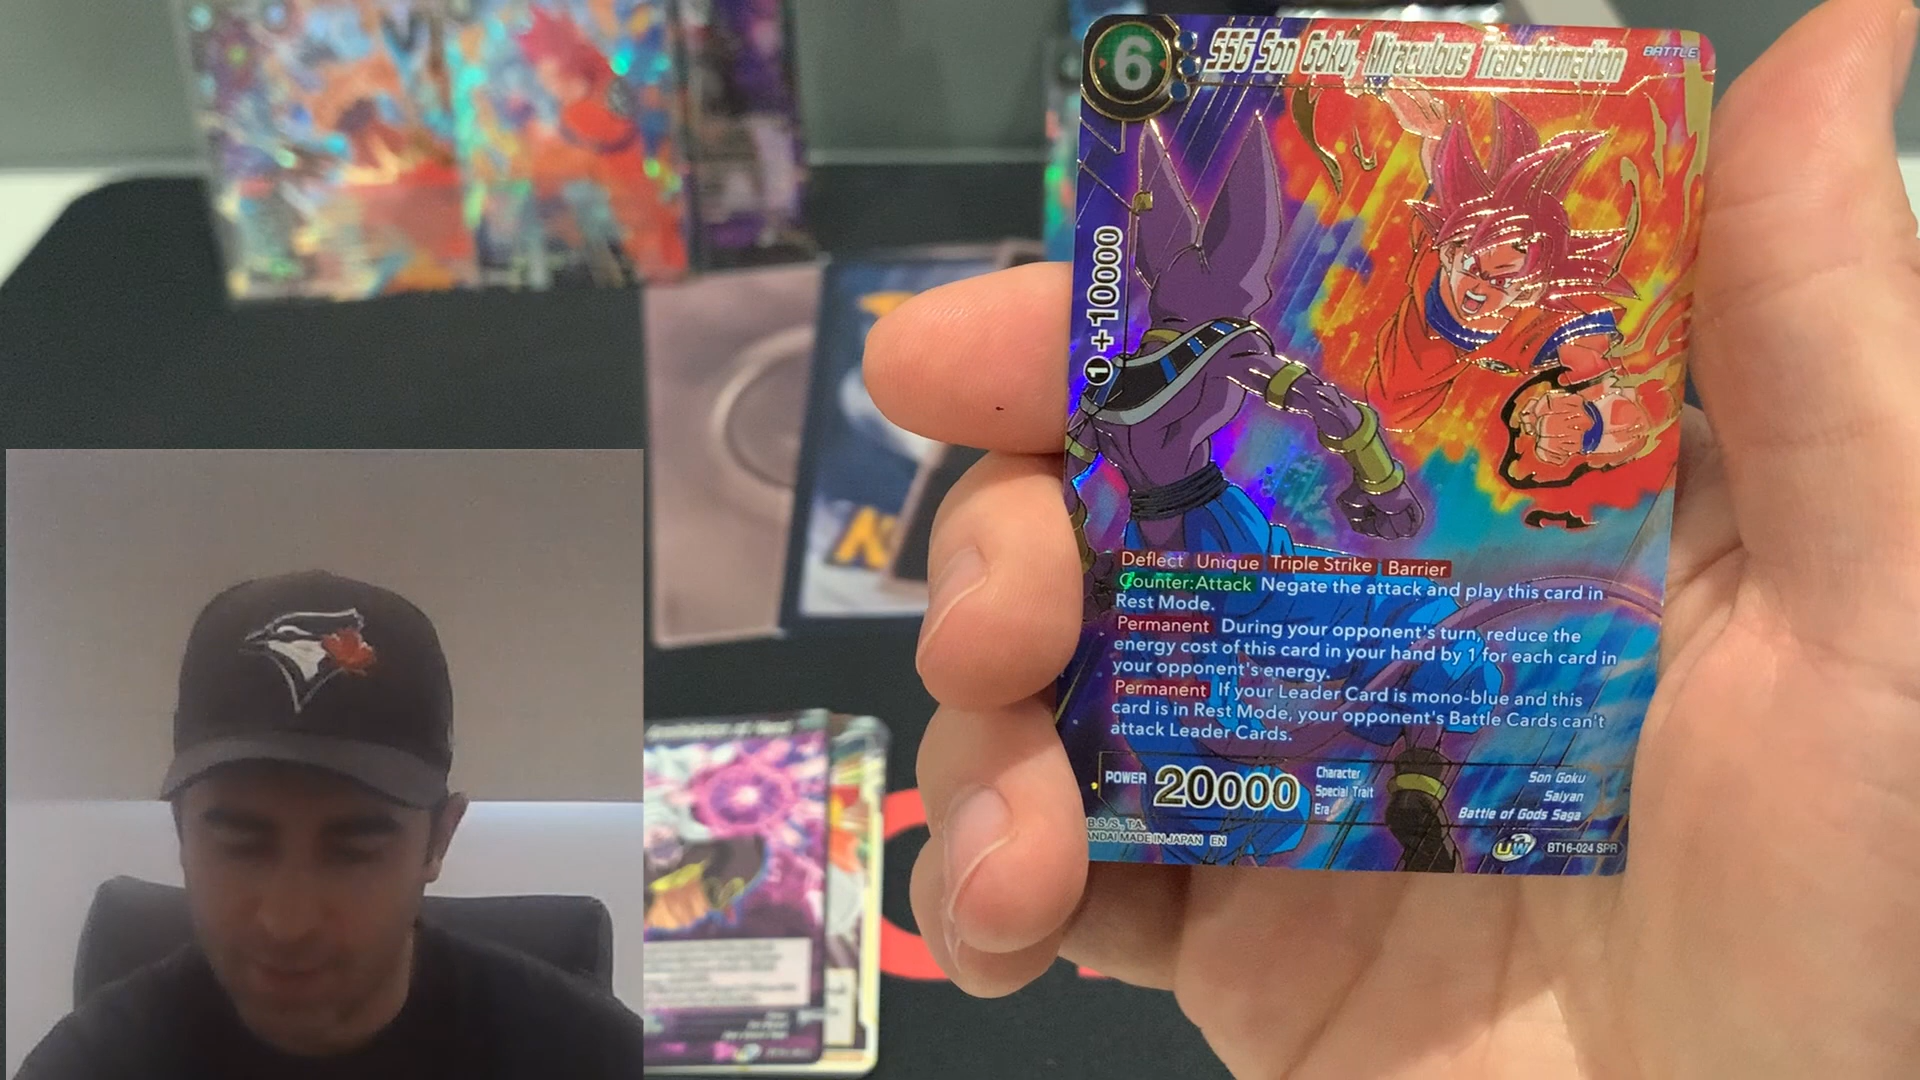 6
SSG Son Goku, Miraculous Transformation
BATTLE
1 +10000
Deflect Unique Triple Strike Barrier
Counter:Attack Negate the attack and play this card in
Rest Mode.
Permanent During your opponent's turn, reduce the
energy cost of this card in your hand by 1 for each card in
your opponent's energy.
Permanent If your Leader Card is mono-blue and this
card is in Rest Mode, your opponent's Battle Cards can't
attack Leader Cards.
POWER 20000
Character Son Goku
Special Trait Saiyan
Era Battle of Gods Saga
B.S./S., T.A.
ANDAI MADE IN JAPAN EN
UW BT16-024 SPR